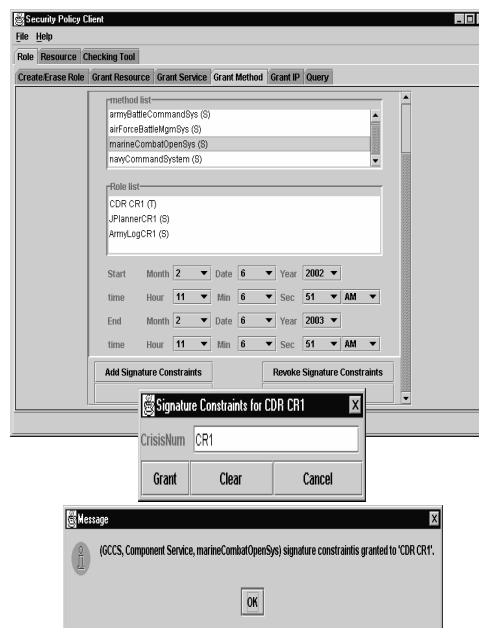 Security Policy Client
File Help
Role Resource Checking Tool
Create/Erase Role Grant Resource Grant Service Grant Method Grant IP Query
method list
armyBattleCommandSys (S)
airForceBattleMgmSys (S)
marineCombatOpenSys (S)
navyCommandSystem (S)
Role list
CDR CR1 (T)
JPlannerCR1 (S)
ArmyLogCR1 (S)
Start Month 2 Date 6 Year 2002
time Hour 11 Min 6 Sec 51 AM
End Month 2 Date 6 Year 2003
time Hour 11 Min 6 Sec 51 AM
Add Signature Constraints Revoke Signature Constraints
Signature Constraints for CDR CR1 X
CrisisNum CR1
Grant Clear Cancel
Message X
(GCCS, Component Service, marineCombatOpenSys) signature constraintis granted to 'CDR CR1'.
OK